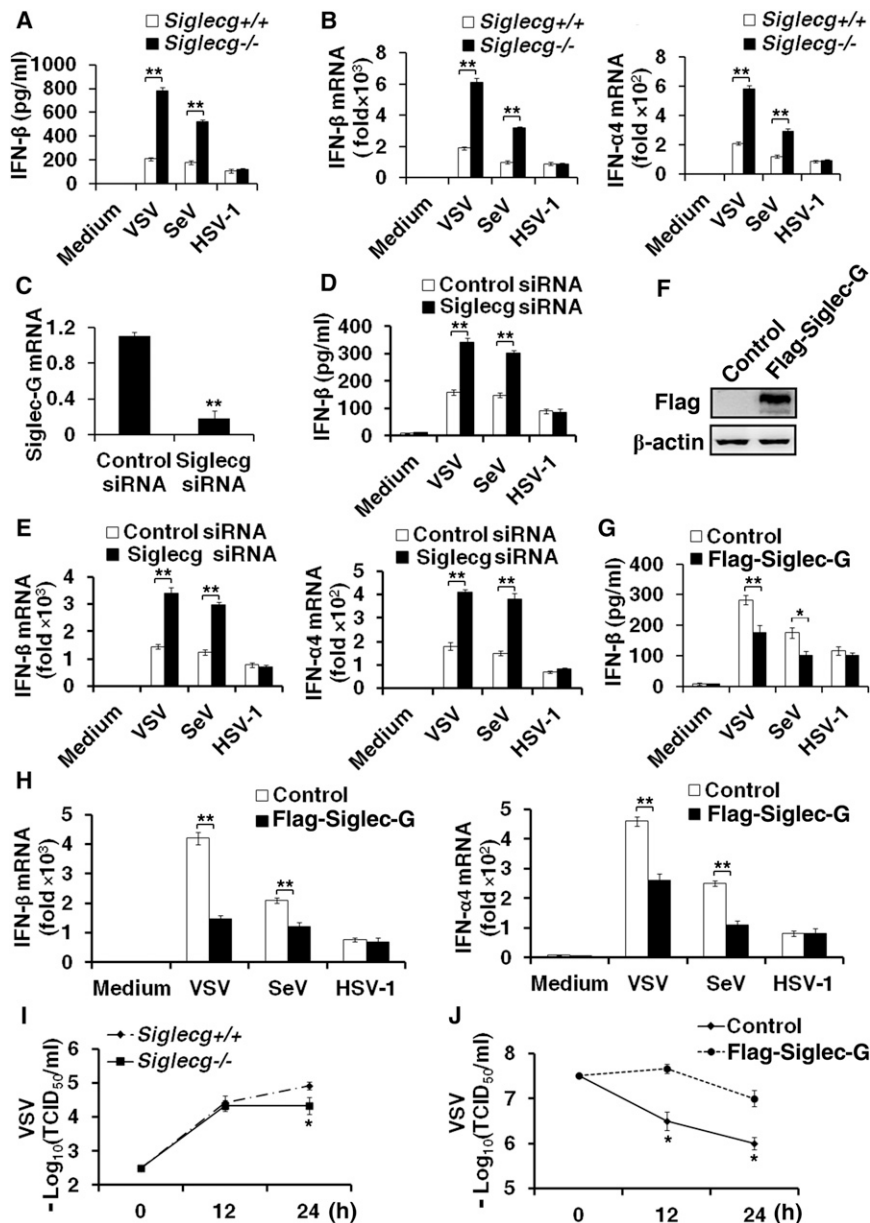 A
Siglecg+/+
Siglecg-/-
IFN-β (pg/ml)
1000
800
600
400
200
0
**
**
Medium
VSV
SeV
HSV-1
B
Siglecg+/+
Siglecg-/-
IFN-β mRNA
( fold×10³)
8
6
4
2
0
**
**
Medium
VSV
SeV
HSV-1
Siglecg+/+
Siglecg-/-
IFN-α4 mRNA
(fold ×10²)
8
6
4
2
0
**
**
Medium
VSV
SeV
HSV-1
C
Siglec-G mRNA
1.2
0.8
0.4
0
**
Control siRNA
Siglecg siRNA
D
Control siRNA
Siglecg siRNA
IFN-β (pg/ml)
400
300
200
100
0
**
**
Medium
VSV
SeV
HSV-1
F
Control
Flag-Siglec-G
Flag
β-actin
E
Control siRNA
Siglecg siRNA
IFN-β mRNA
(fold ×10³)
4
3
2
1
0
**
**
Medium
VSV
SeV
HSV-1
Control siRNA
Siglecg siRNA
IFN-α4 mRNA
(fold ×10²)
5
4
3
2
1
0
**
**
Medium
VSV
SeV
HSV-1
G
Control
Flag-Siglec-G
IFN-β (pg/ml)
400
300
200
100
0
**
*
Medium
VSV
SeV
HSV-1
H
Control
Flag-Siglec-G
IFN-β mRNA
(fold ×10³)
5
4
3
2
1
0
**
**
Medium VSV SeV HSV-1
Control
Flag-Siglec-G
IFN-α4 mRNA
(fold ×10²)
5
4
3
2
1
0
**
**
Medium VSV SeV HSV-1
I
Siglecg+/+
Siglecg-/-
VSV
- Log₁₀(TCID₅₀/ml)
6
5
4
3
2
*
0 12 24 (h)
J
Control
Flag-Siglec-G
VSV
- Log₁₀(TCID₅₀/ml)
8
7
6
5
*
*
0 12 24 (h)